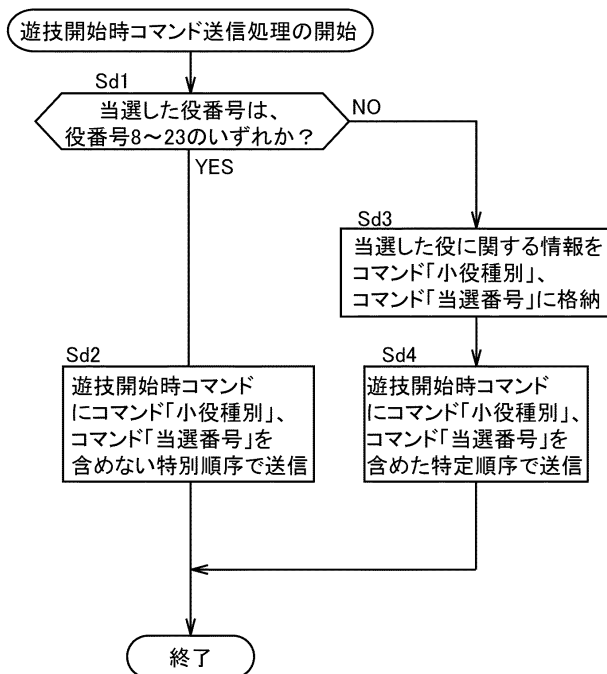 遊技開始時コマンド送信処理の開始
Sd1
当選した役番号は、
役番号8～23のいずれか？
NO
YES
Sd3
当選した役に関する情報を
コマンド「小役種別」、
コマンド「当選番号」に格納
Sd2
遊技開始時コマンド
にコマンド「小役種別」、
コマンド「当選番号」を
含めない特別順序で送信
Sd4
遊技開始時コマンド
にコマンド「小役種別」、
コマンド「当選番号」を
含めた特定順序で送信
終了